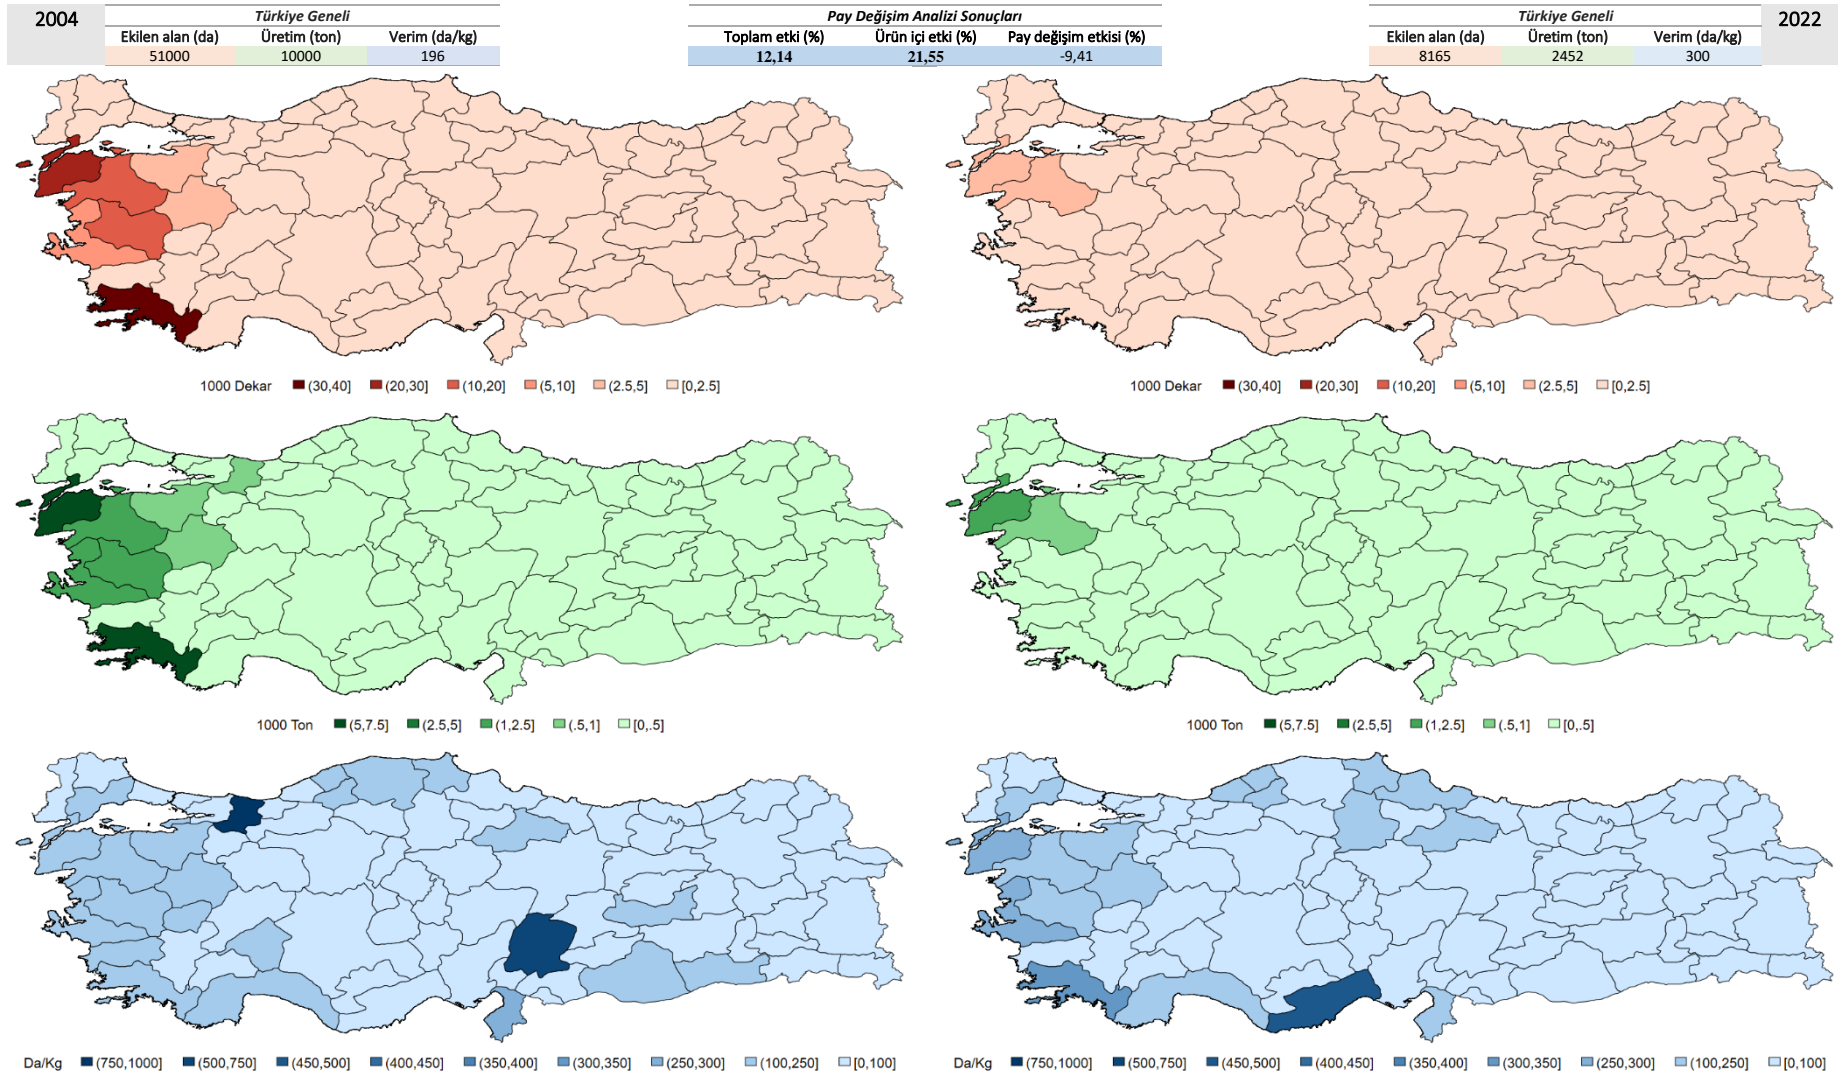 2004
Türkiye Geneli
Ekilen alan (da) Üretim (ton) Verim (da/kg)
51000 10000 196
Pay Değişim Analizi Sonuçları
Toplam etki (%) Ürün içi etki (%) Pay değişim etkisi (%)
12,14 21,55 -9,41
Türkiye Geneli
Ekilen alan (da) Üretim (ton) Verim (da/kg)
8165 2452 300
2022
1000 Dekar (30,40] (20,30] (10,20] (5,10] (2.5,5] [0,2.5]
1000 Dekar (30,40] (20,30] (10,20] (5,10] (2.5,5] [0,2.5]
1000 Ton (5,7.5] (2.5,5] (1,2.5] (.5,1] [0,.5]
1000 Ton (5,7.5] (2.5,5] (1,2.5] (.5,1] [0,.5]
Da/Kg (750,1000] (500,750] (450,500] (400,450] (350,400] (300,350] (250,300] (100,250] [0,100]
Da/Kg (750,1000] (500,750] (450,500] (400,450] (350,400] (300,350] (250,300] (100,250] [0,100]